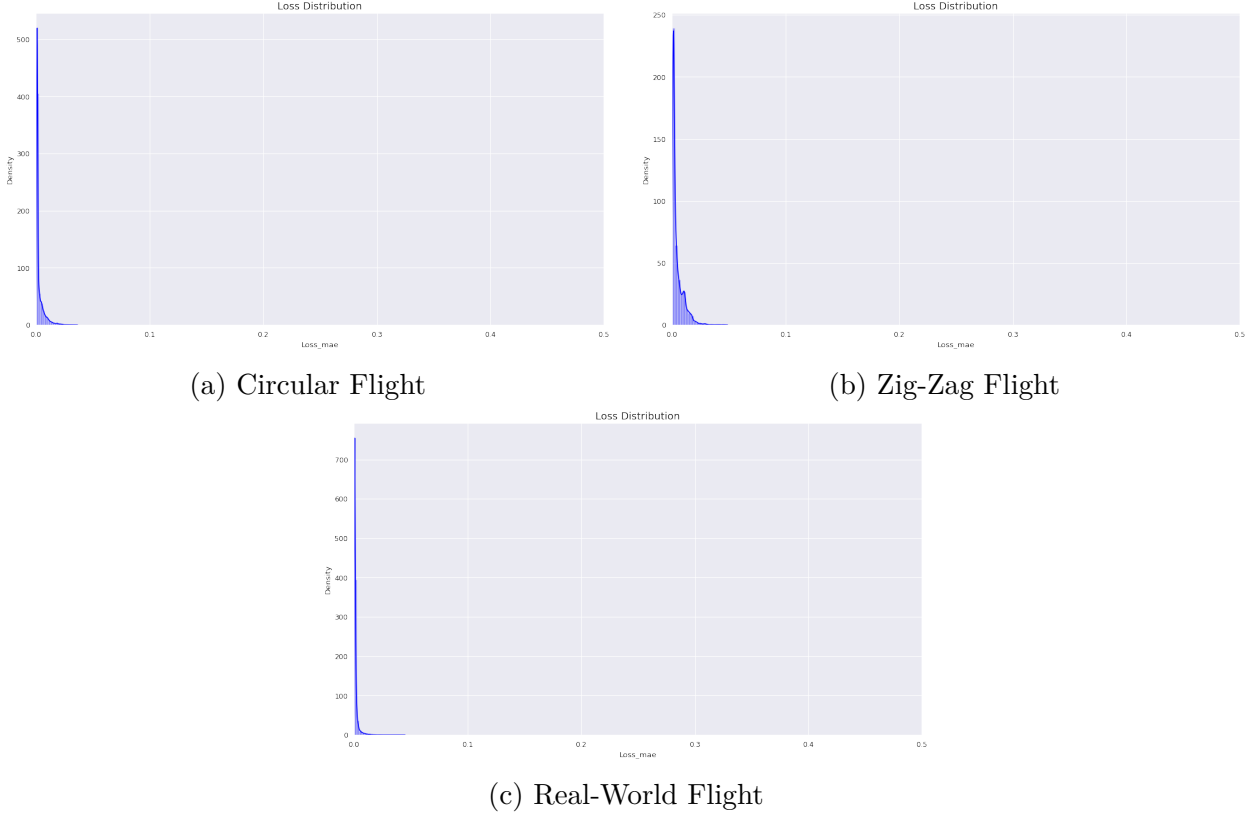 Loss Distribution
500
400
300
200
100
0
Density
0.0 0.1 0.2 0.3 0.4 0.5
Loss_mae
(a) Circular Flight
Loss Distribution
250
200
150
100
50
0
Density
0.0 0.1 0.2 0.3 0.4 0.5
Loss_mae
(b) Zig-Zag Flight
Loss Distribution
700
600
500
400
300
200
100
0
Density
0.0 0.1 0.2 0.3 0.4 0.5
Loss_mae
(c) Real-World Flight